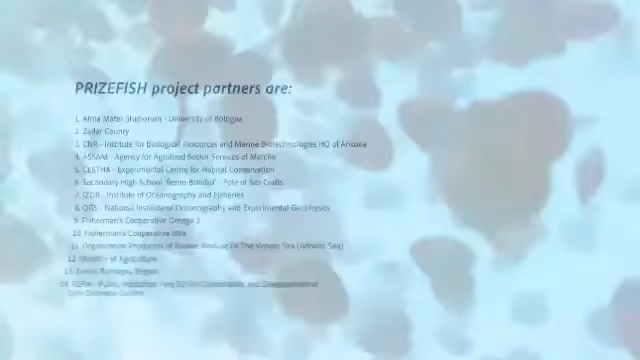 PRIZEFISH project partners are:
1. Alma Mater Studiorum - University of Bologna
2. Zadar County
3. CNR - Institute for Biological Resources and Marine Biotechnologies HQ of Ancona
4. ASSAM - Agency for Agrofood Sector Services of Marche
5. CESTHA - Experimental Centre for Habitat Conservation
6. Secondary High School "Remo Brindisi" - Pole of Sea Crafts
7. IZOR - Institute of Oceanography and Fisheries
8. OGS - National Institute of Oceanography and Experimental Geophysics
9. Fisherman's Cooperative Omega 3
10. Fisherman's Cooperative Istra
11. Organization Producers of Bivalve Mollusc Of The Veneto Sea (Adriatic Sea)
12. Ministry of Agriculture
13. Emilia Romagna Region
14. Public Institution